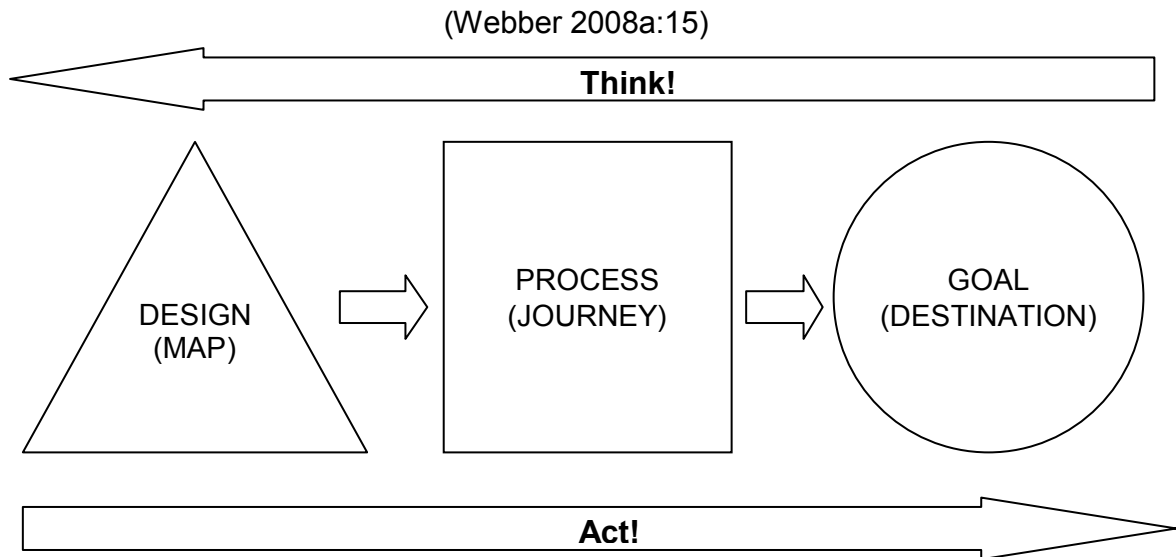 (Webber 2008a:15)
Think!
DESIGN
(MAP)
PROCESS
(JOURNEY)
GOAL
(DESTINATION)
Act!